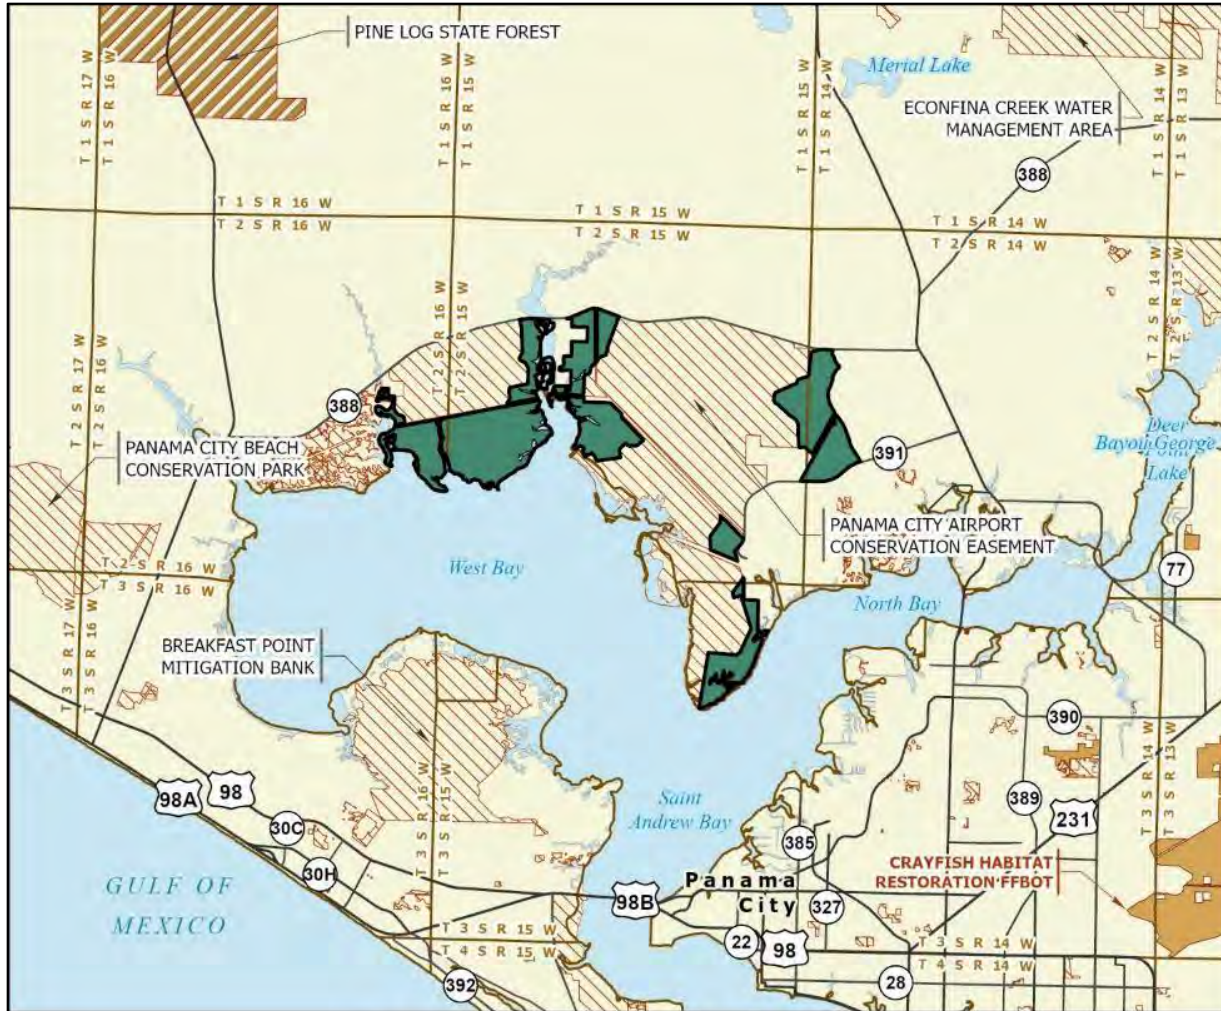 PINE LOG STATE FOREST
Merial Lake
ECONFINA CREEK WATER
MANAGEMENT AREA
T 1 S R 17 W
T 1 S R 16 W
T 1 S R 16 W
T 1 S R 15 W
T 1 S R 15 W
T 1 S R 14 W
T 1 S R 14 W
T 1 S R 13 W
388
T 1 S R 16 W
T 2 S R 16 W
T 1 S R 15 W
T 2 S R 15 W
T 1 S R 14 W
T 2 S R 14 W
T 2 S R 17 W
T 2 S R 16 W
T 2 S R 16 W
T 2 S R 15 W
T 2 S R 14 W
T 2 S R 13 W
388
PANAMA CITY BEACH
CONSERVATION PARK
391
Deer
Bayou George
Lake
PANAMA CITY AIRPORT
CONSERVATION EASEMENT
West Bay
North Bay
77
T 2 S R 16 W
T 3 S R 16 W
T 3 S R 17 W
T 3 S R 16 W
BREAKFAST POINT
MITIGATION BANK
390
T 3 S R 16 W
T 3 S R 15 W
T 3 S R 14 W
T 3 S R 13 W
98A
98
30C
30H
Saint
Andrew Bay
389
231
385
CRAYFISH HABITAT
RESTORATION FFBOT
GULF OF
MEXICO
Panama
City
98B
327
22
98
T 3 S R 15 W
T 4 S R 15 W
T 3 S R 14 W
T 4 S R 14 W
392
28